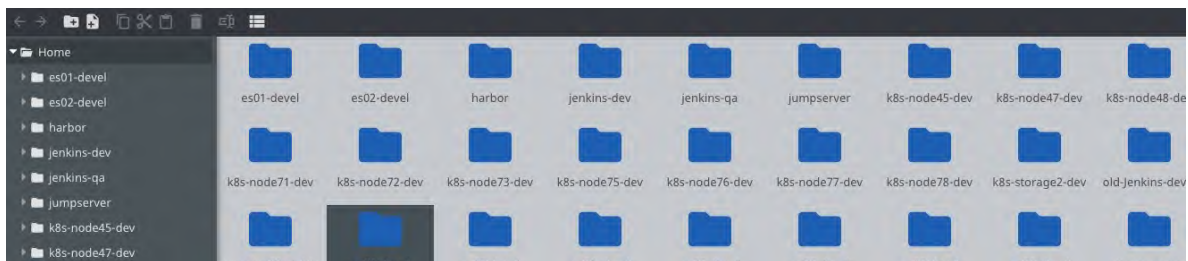 Home
es01-devel
es02-devel
harbor
jenkins-dev
jenkins-qa
jumpserver
k8s-node45-dev
k8s-node47-dev
es01-devel es02-devel harbor jenkins-dev jenkins-qa jumpserver k8s-node45-dev k8s-node47-dev k8s-node48-de
k8s-node71-dev k8s-node72-dev k8s-node73-dev k8s-node75-dev k8s-node76-dev k8s-node77-dev k8s-node78-dev k8s-storage2-dev old-Jenkins-dev